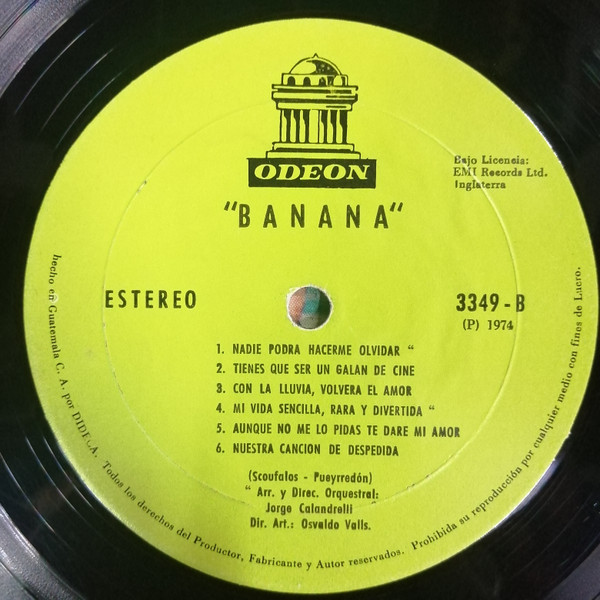 ODEON
Bajo Licencia:
EMI Records Ltd.
Inglaterra
"BANANA"
ESTEREO
3349-B
(P) 1974
1. NADIE PODRA HACERME OLVIDAR "
2. TIENES QUE SER UN GALAN DE CINE
3. CON LA LLUVIA, VOLVERA EL AMOR
4. MI VIDA SENCILLA, RARA Y DIVERTIDA "
5. AUNQUE NO ME LO PIDAS TE DARE MI AMOR
6. NUESTRA CANCION DE DESPEDIDA
(Scoufalos - Pueyrredón)
" Arr. y Direc. Orquestral:
Jorge Calandrelli
Dir. Art.: Osvaldo Valls.
hecho en Guatemala C. A. por DIDECA. Todos los derechos del Productor, Fabricante y Autor reservados. Prohibida su reproducción por cualquier medio con fines de Lucro.